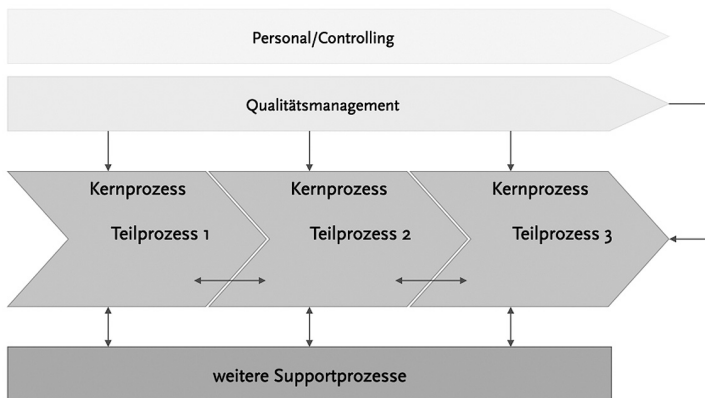 Personal/Controlling
Qualitätsmanagement
Kernprozess
Teilprozess 1
Kernprozess
Teilprozess 2
Kernprozess
Teilprozess 3
weitere Supportprozesse